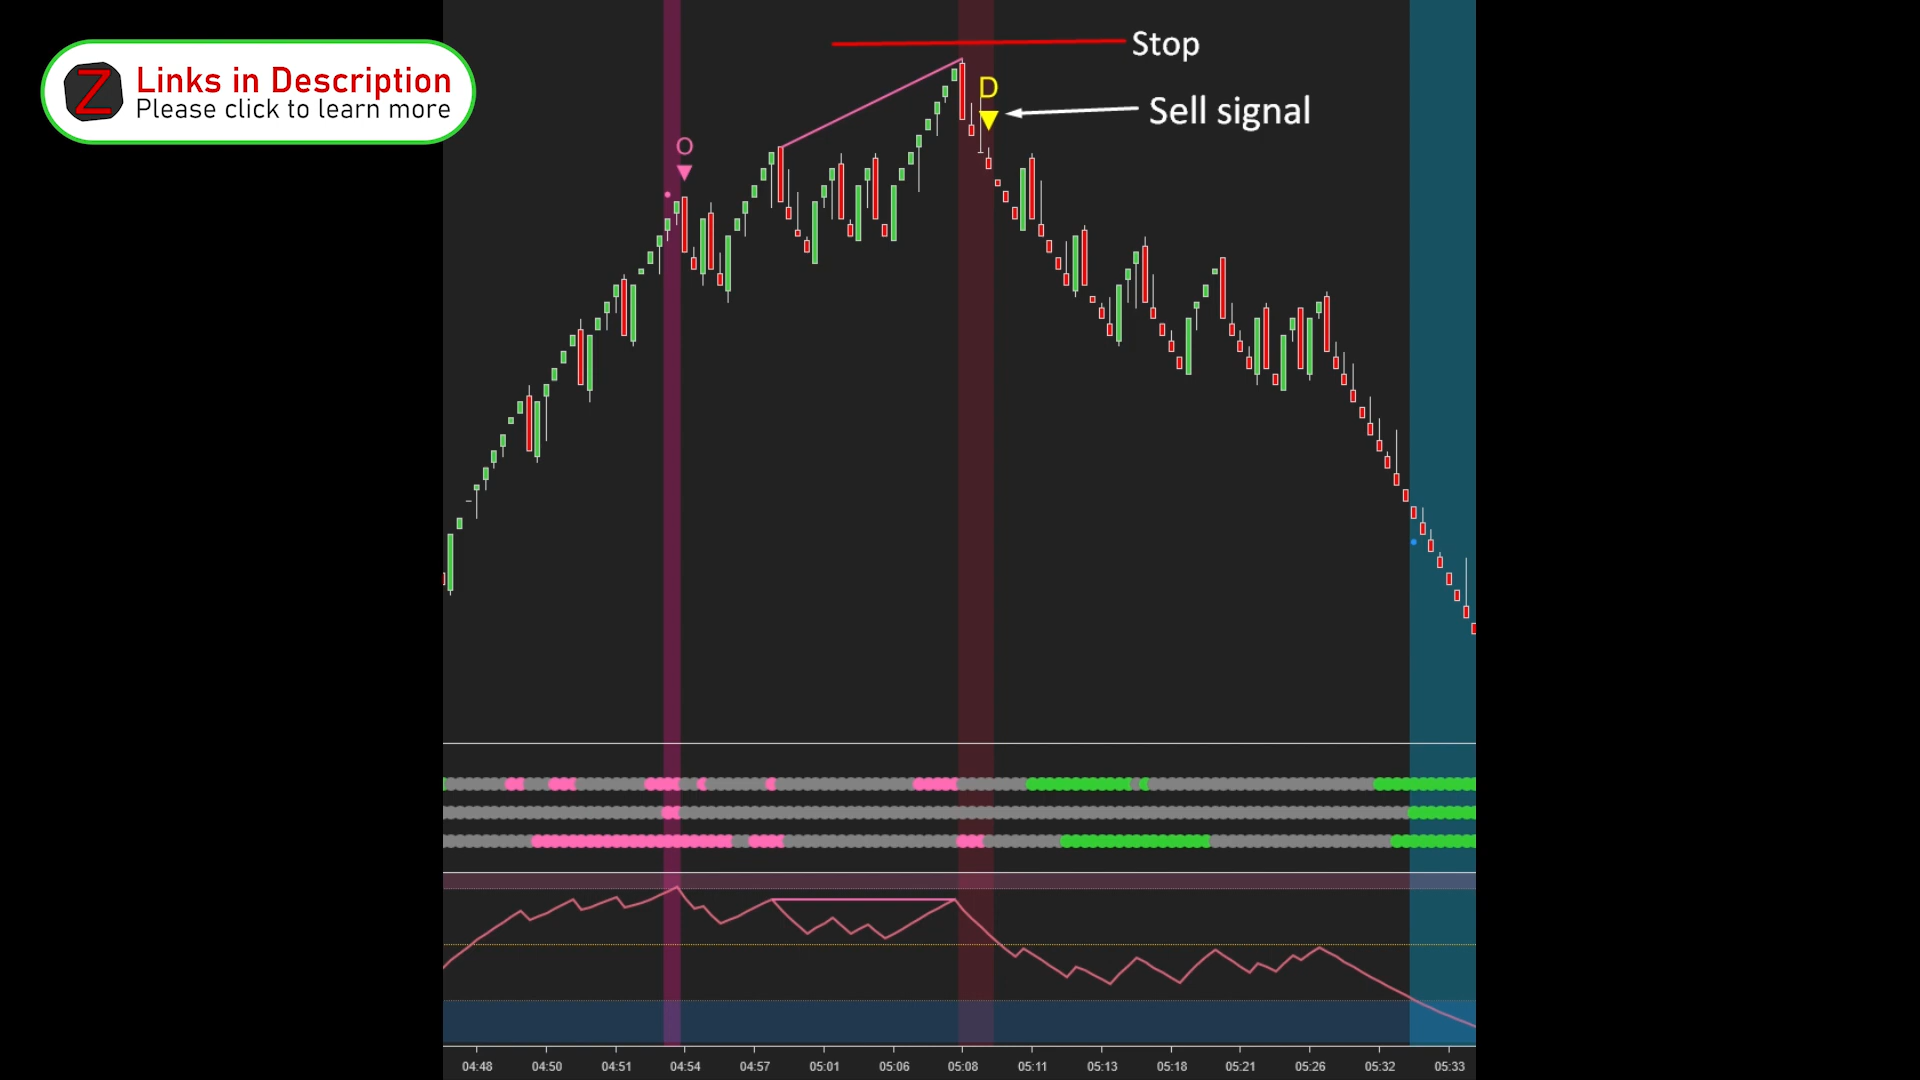 Z
Links in Description
Please click to learn more
Stop
D
Sell signal
O
04:48 04:50 04:51 04:54 04:57 05:01 05:06 05:08 05:11 05:13 05:18 05:21 05:26 05:32 05:33